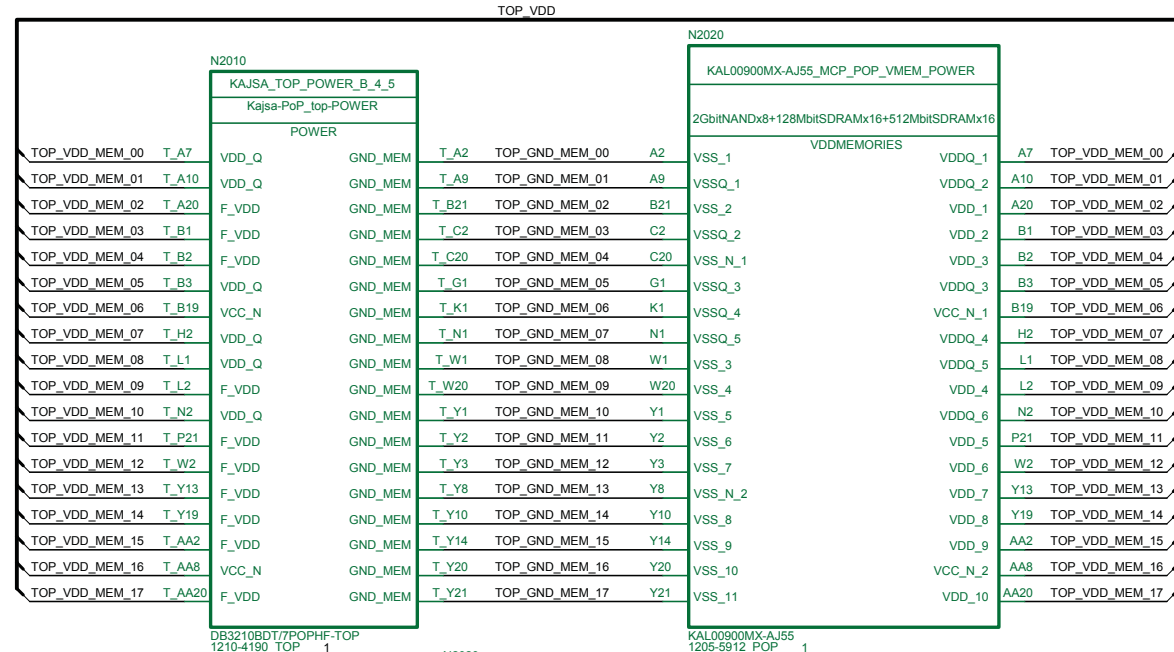 TOP_VDD
N2010
KAJSA_TOP_POWER_B_4_5
Kajsa-PoP_top-POWER
POWER
N2020
KAL00900MX-AJ55_MCP_POP_VMEM_POWER
2GbitNANDx8+128MbitSDRAMx16+512MbitSDRAMx16
VDDMEMORIES
TOP_VDD_MEM_00 T_A7 VDD_Q GND_MEM T_A2 TOP_GND_MEM_00 A2 VSS_1 VDDQ_1 A7 TOP_VDD_MEM_00
TOP_VDD_MEM_01 T_A10 VDD_Q GND_MEM T_A9 TOP_GND_MEM_01 A9 VSSQ_1 VDDQ_2 A10 TOP_VDD_MEM_01
TOP_VDD_MEM_02 T_A20 F_VDD GND_MEM T_B21 TOP_GND_MEM_02 B21 VSS_2 VDD_1 A20 TOP_VDD_MEM_02
TOP_VDD_MEM_03 T_B1 F_VDD GND_MEM T_C2 TOP_GND_MEM_03 C2 VSSQ_2 VDD_2 B1 TOP_VDD_MEM_03
TOP_VDD_MEM_04 T_B2 F_VDD GND_MEM T_C20 TOP_GND_MEM_04 C20 VSS_N_1 VDD_3 B2 TOP_VDD_MEM_04
TOP_VDD_MEM_05 T_B3 VDD_Q GND_MEM T_G1 TOP_GND_MEM_05 G1 VSSQ_3 VDDQ_3 B3 TOP_VDD_MEM_05
TOP_VDD_MEM_06 T_B19 VCC_N GND_MEM T_K1 TOP_GND_MEM_06 K1 VSSQ_4 VCC_N_1 B19 TOP_VDD_MEM_06
TOP_VDD_MEM_07 T_H2 VDD_Q GND_MEM T_N1 TOP_GND_MEM_07 N1 VSSQ_5 VDDQ_4 H2 TOP_VDD_MEM_07
TOP_VDD_MEM_08 T_L1 VDD_Q GND_MEM T_W1 TOP_GND_MEM_08 W1 VSS_3 VDDQ_5 L1 TOP_VDD_MEM_08
TOP_VDD_MEM_09 T_L2 F_VDD GND_MEM T_W20 TOP_GND_MEM_09 W20 VSS_4 VDD_4 L2 TOP_VDD_MEM_09
TOP_VDD_MEM_10 T_N2 VDD_Q GND_MEM T_Y1 TOP_GND_MEM_10 Y1 VSS_5 VDDQ_6 N2 TOP_VDD_MEM_10
TOP_VDD_MEM_11 T_P21 F_VDD GND_MEM T_Y2 TOP_GND_MEM_11 Y2 VSS_6 VDD_5 P21 TOP_VDD_MEM_11
TOP_VDD_MEM_12 T_W2 F_VDD GND_MEM T_Y3 TOP_GND_MEM_12 Y3 VSS_7 VDD_6 W2 TOP_VDD_MEM_12
TOP_VDD_MEM_13 T_Y13 F_VDD GND_MEM T_Y8 TOP_GND_MEM_13 Y8 VSS_N_2 VDD_7 Y13 TOP_VDD_MEM_13
TOP_VDD_MEM_14 T_Y19 F_VDD GND_MEM T_Y10 TOP_GND_MEM_14 Y10 VSS_8 VDD_8 Y19 TOP_VDD_MEM_14
TOP_VDD_MEM_15 T_AA2 F_VDD GND_MEM T_Y14 TOP_GND_MEM_15 Y14 VSS_9 VDD_9 AA2 TOP_VDD_MEM_15
TOP_VDD_MEM_16 T_AA8 VCC_N GND_MEM T_Y20 TOP_GND_MEM_16 Y20 VSS_10 VCC_N_2 AA8 TOP_VDD_MEM_16
TOP_VDD_MEM_17 T_AA20 F_VDD GND_MEM T_Y21 TOP_GND_MEM_17 Y21 VSS_11 VDD_10 AA20 TOP_VDD_MEM_17
DB3210BDT/7POPHF-TOP
1210-4190 TOP 1
KAL00900MX-AJ55
1205-5912 POP 1